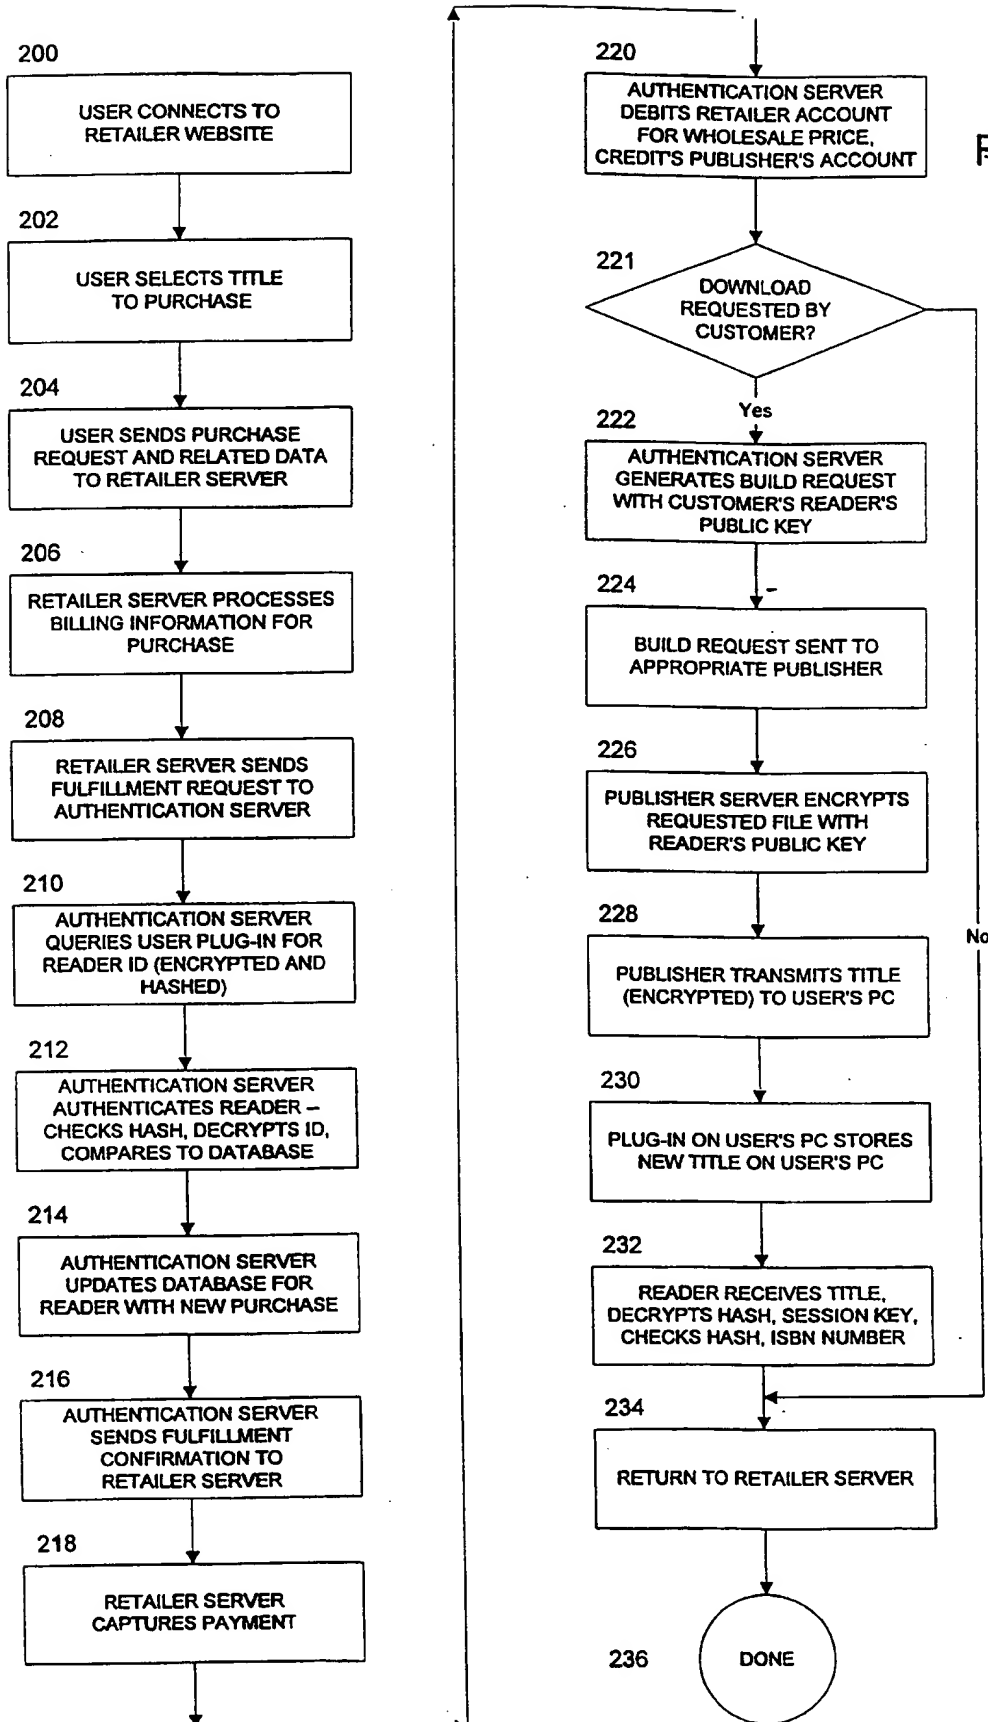 200
USER CONNECTS TO
RETAILER WEBSITE
202
USER SELECTS TITLE
TO PURCHASE
204
USER SENDS PURCHASE
REQUEST AND RELATED DATA
TO RETAILER SERVER
206
RETAILER SERVER PROCESSES
BILLING INFORMATION FOR
PURCHASE
208
RETAILER SERVER SENDS
FULFILLMENT REQUEST TO
AUTHENTICATION SERVER
210
AUTHENTICATION SERVER
QUERIES USER PLUG-IN FOR
READER ID (ENCRYPTED AND
HASHED)
212
AUTHENTICATION SERVER
AUTHENTICATES READER –
CHECKS HASH, DECRYPTS ID,
COMPARES TO DATABASE
214
AUTHENTICATION SERVER
UPDATES DATABASE FOR
READER WITH NEW PURCHASE
216
AUTHENTICATION SERVER
SENDS FULFILLMENT
CONFIRMATION TO
RETAILER SERVER
218
RETAILER SERVER
CAPTURES PAYMENT
220
AUTHENTICATION SERVER
DEBITS RETAILER ACCOUNT
FOR WHOLESALE PRICE,
CREDIT'S PUBLISHER'S ACCOUNT
221
DOWNLOAD
REQUESTED BY
CUSTOMER?
Yes
222
AUTHENTICATION SERVER
GENERATES BUILD REQUEST
WITH CUSTOMER'S READER'S
PUBLIC KEY
224
BUILD REQUEST SENT TO
APPROPRIATE PUBLISHER
226
PUBLISHER SERVER ENCRYPTS
REQUESTED FILE WITH
READER'S PUBLIC KEY
228
No
PUBLISHER TRANSMITS TITLE
(ENCRYPTED) TO USER'S PC
230
PLUG-IN ON USER'S PC STORES
NEW TITLE ON USER'S PC
232
READER RECEIVES TITLE,
DECRYPTS HASH, SESSION KEY,
CHECKS HASH, ISBN NUMBER
234
RETURN TO RETAILER SERVER
236
DONE